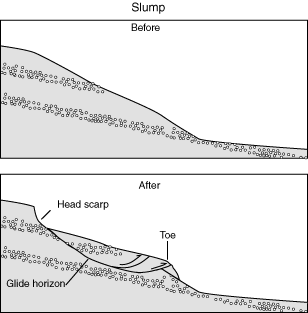 Slump
Before
After
Head scarp
Toe
Glide horizon